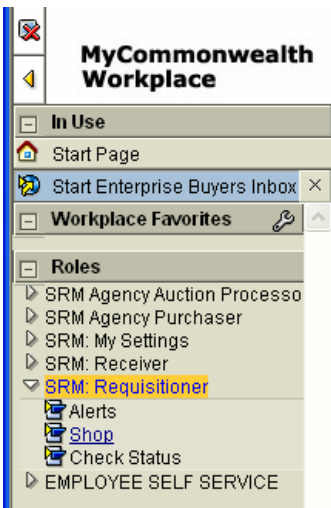 MyCommonwealth
Workplace
In Use
Start Page
Start Enterprise Buyers Inbox
Workplace Favorites
Roles
SRM Agency Auction Processo
SRM Agency Purchaser
SRM: My Settings
SRM: Receiver
SRM: Requisitioner
Alerts
Shop
Check Status
EMPLOYEE SELF SERVICE